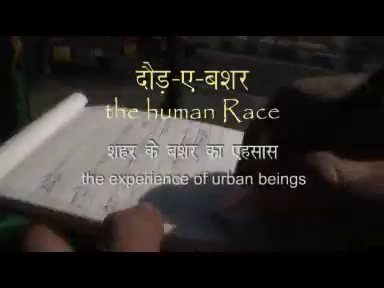 दौड़-ए-बशर
the human Race
शहर के बशर का एहसास
the experience of urban beings